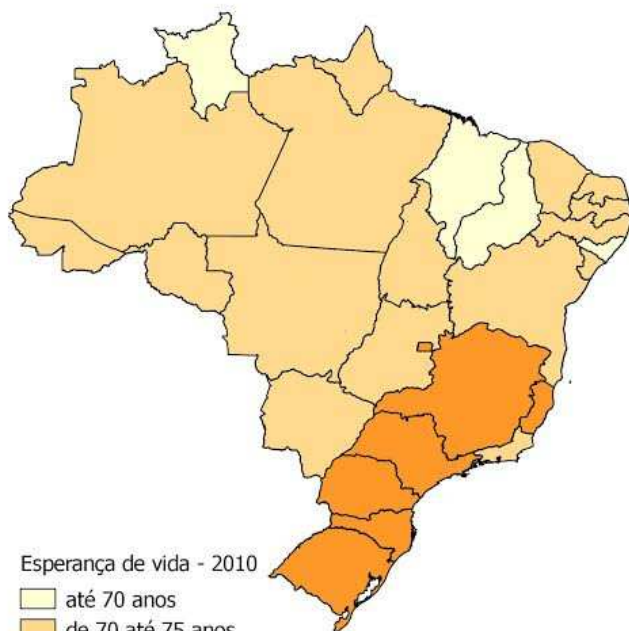 Esperança de vida - 2010
até 70 anos
de 70 até 75 anos